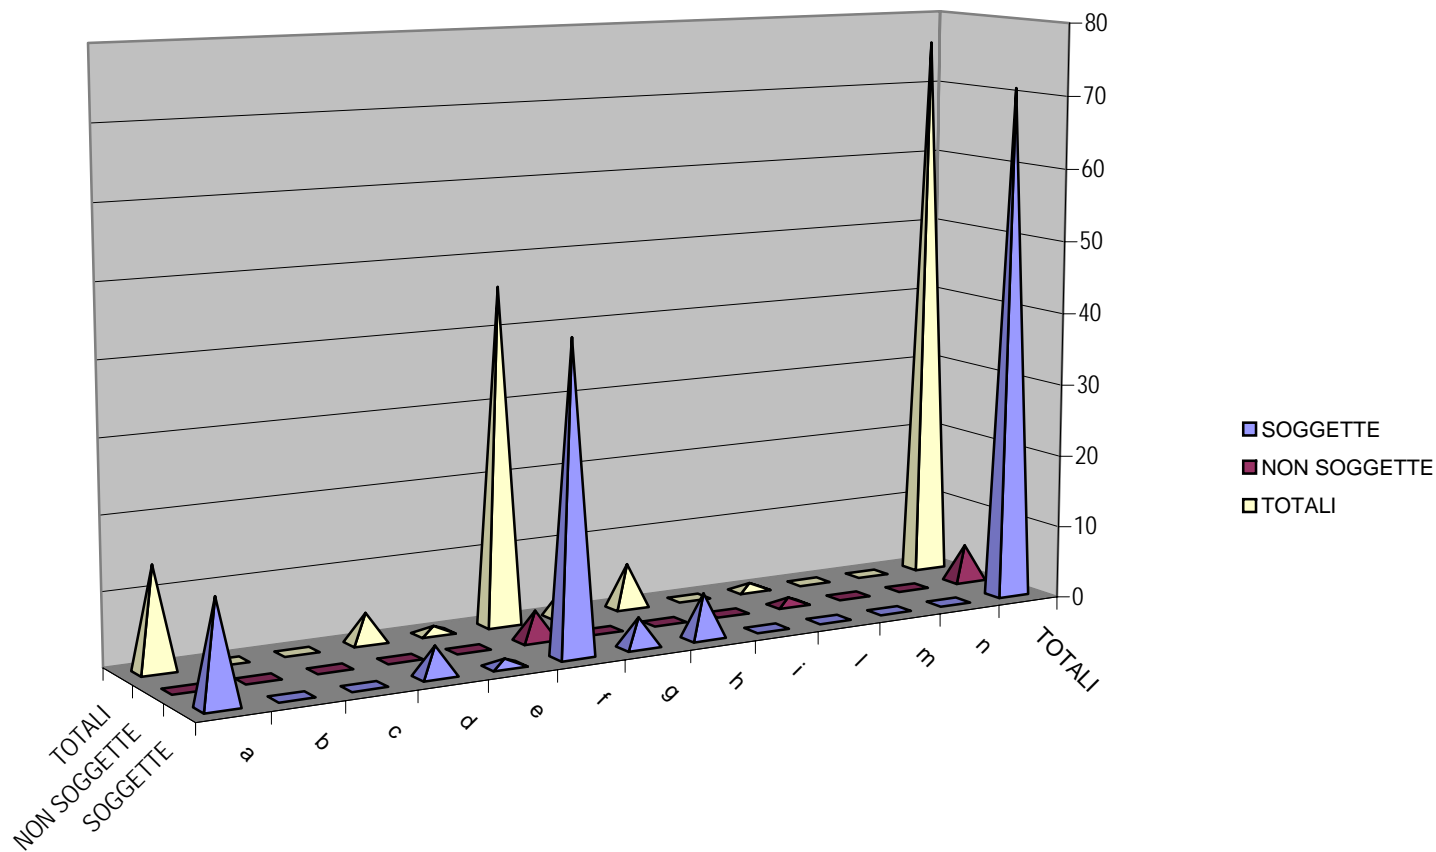 80
70
60
50
40
30
20
10
0
SOGGETTE
NON SOGGETTE
TOTALI
TOTALI
NON SOGGETTE
SOGGETTE
a
b
c
d
e
f
g
h
i
l
m
n
TOTALI